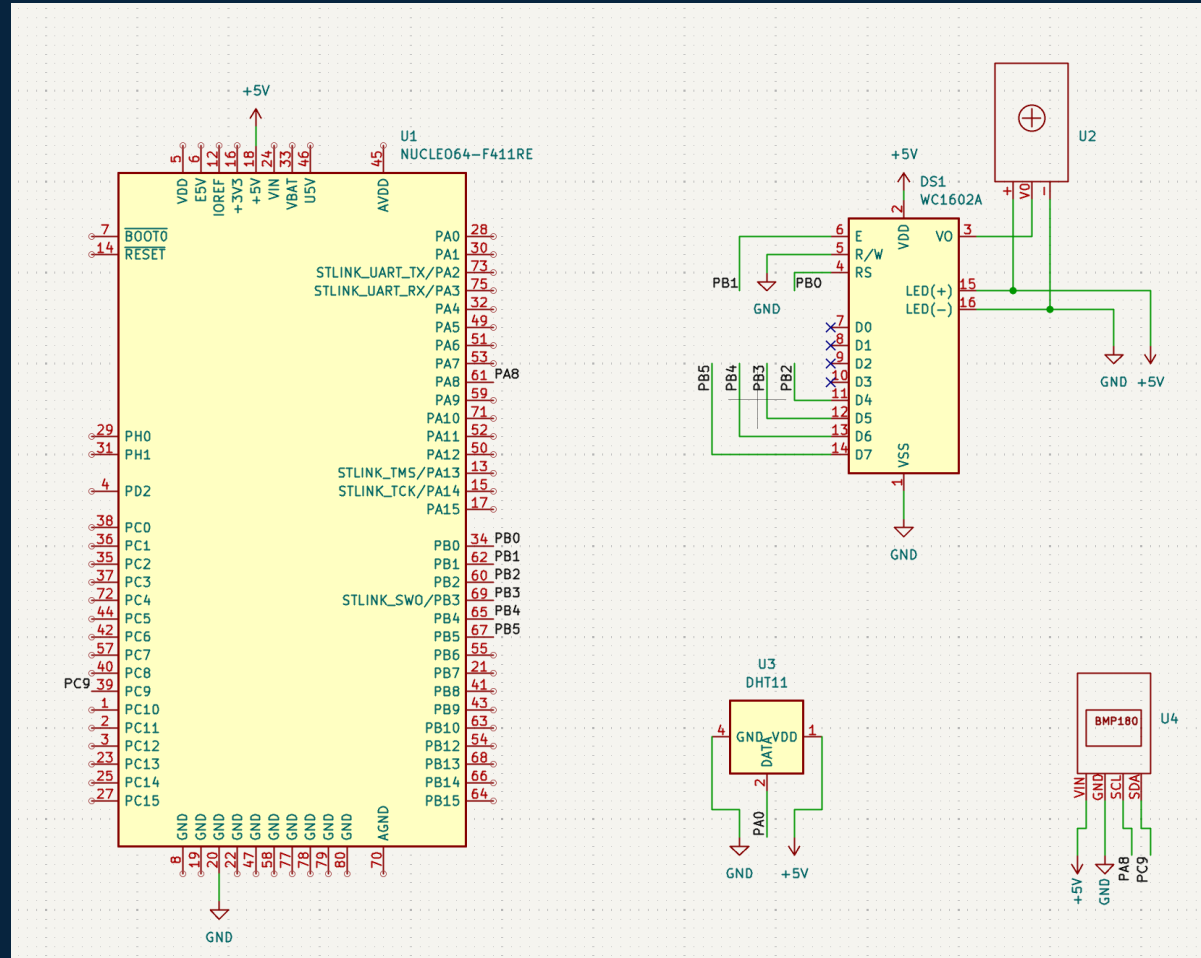 +5V
U1
NUCLEO64-F411RE
5 6 12 16 18 24 33 46 45
VDD E5V IOREF +3V3 +5V VIN VBAT U5V AVDD
7 BOOT0
14 RESET
29 PH0
31 PH1
4 PD2
38 PC0
36 PC1
35 PC2
37 PC3
72 PC4
44 PC5
42 PC6
57 PC7
40 PC8
PC9 39 PC9
1 PC10
2 PC11
3 PC12
23 PC13
25 PC14
27 PC15
PA0 28
PA1 30
STLINK_UART_TX/PA2 73
STLINK_UART_RX/PA3 75
PA4 32
PA5 49
PA6 51
PA7 53
PA8 61 PA8
PA9 59
PA10 71
PA11 52
PA12 50
STLINK_TMS/PA13 13
STLINK_TCK/PA14 15
PA15 17
PB0 34 PB0
PB1 62 PB1
PB2 60 PB2
STLINK_SWO/PB3 69 PB3
PB4 65 PB4
PB5 67 PB5
PB6 55
PB7 21
PB8 41
PB9 43
PB10 63
PB12 54
PB13 68
PB14 66
PB15 64
GND GND GND GND GND GND GND GND GND GND AGND
8 19 20 22 47 58 77 78 79 80 70
GND
U2
+ VO -
+5V
DS1
WC1602A
2
VDD
6 E
5 R/W
4 RS
PB1
GND
PB0
VO 3
LED(+) 15
LED(-) 16
7 D0
8 D1
9 D2
10 D3
11 D4
12 D5
13 D6
14 D7
PB5 PB4 PB3 PB2
VSS
1
GND
GND +5V
U3
DHT11
4 GND VDD 1
DATA
2
PA0
GND +5V
BMP180
U4
VIN GND SCL SDA
+5V GND PA8 PC9